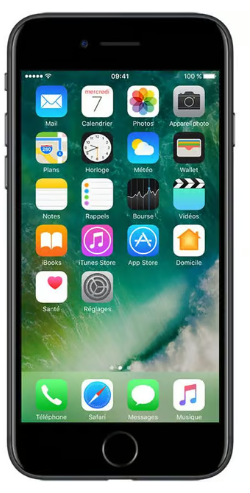 09:41 100 %
mercredi
7
Mail Calendrier Photos Appareil photo
280
Plans Horloge Météo Wallet
Notes Rappels Bourse Vidéos
iBooks iTunes Store App Store Domicile
Santé Réglages
Téléphone Safari Messages Musique